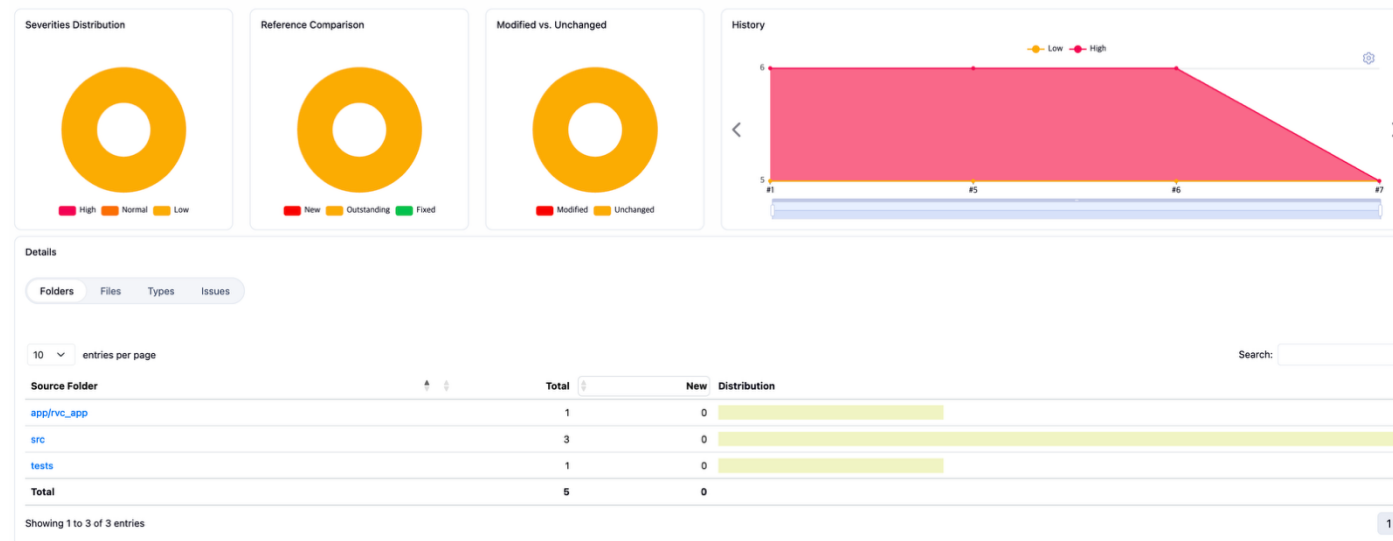 Severities Distribution
High Normal Low
Reference Comparison
New Outstanding Fixed
Modified vs. Unchanged
Modified Unchanged
History
Low High
6
5
#1 #5 #6 #7
Details
Folders Files Types Issues
10 entries per page
Search:
Source Folder Total New Distribution
app/rvc_app 1 0
src 3 0
tests 1 0
Total 5 0
Showing 1 to 3 of 3 entries
1